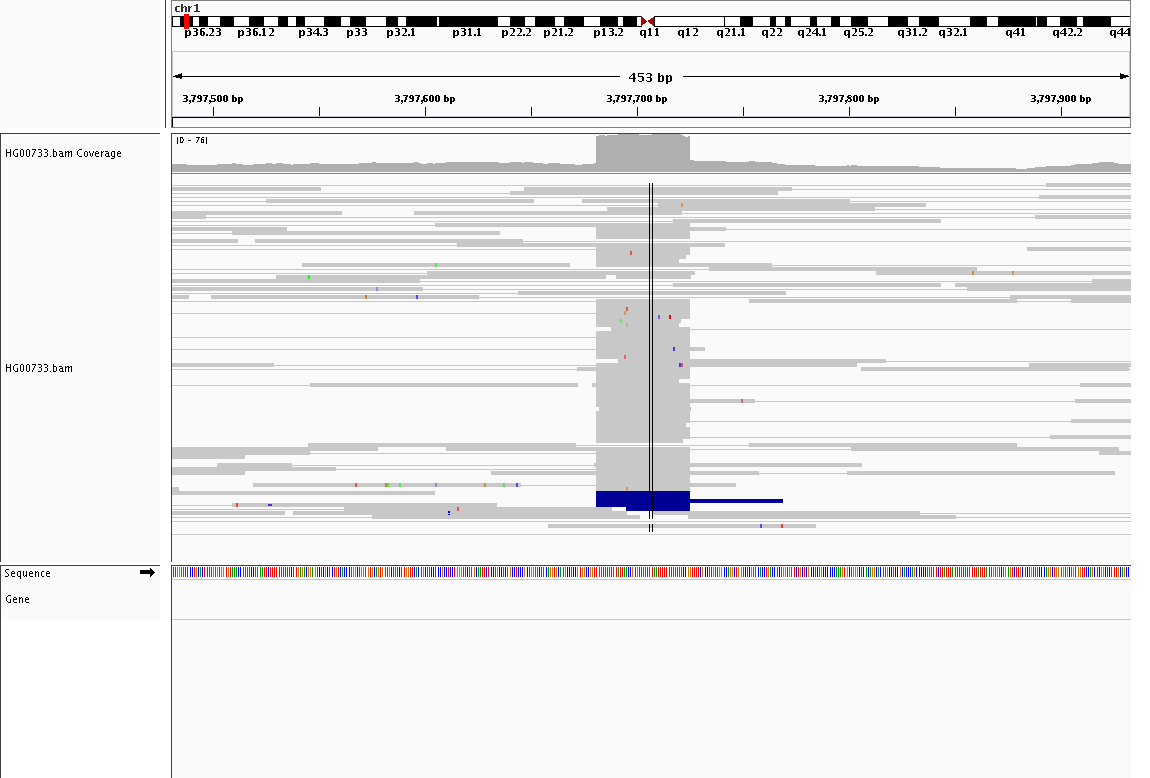 chr1
p36.23 p36.12 p34.3 p33 p32.1 p31.1 p22.2 p21.2 p13.2 q11 q12 q21.1 q22 q24.1 q25.2 q31.2 q32.1 q41 q42.2 q44
453 bp
3,797,500 bp 3,797,600 bp 3,797,700 bp 3,797,800 bp 3,797,900 bp
[0 - 76]
HG00733.bam Coverage
HG00733.bam
Sequence
Gene